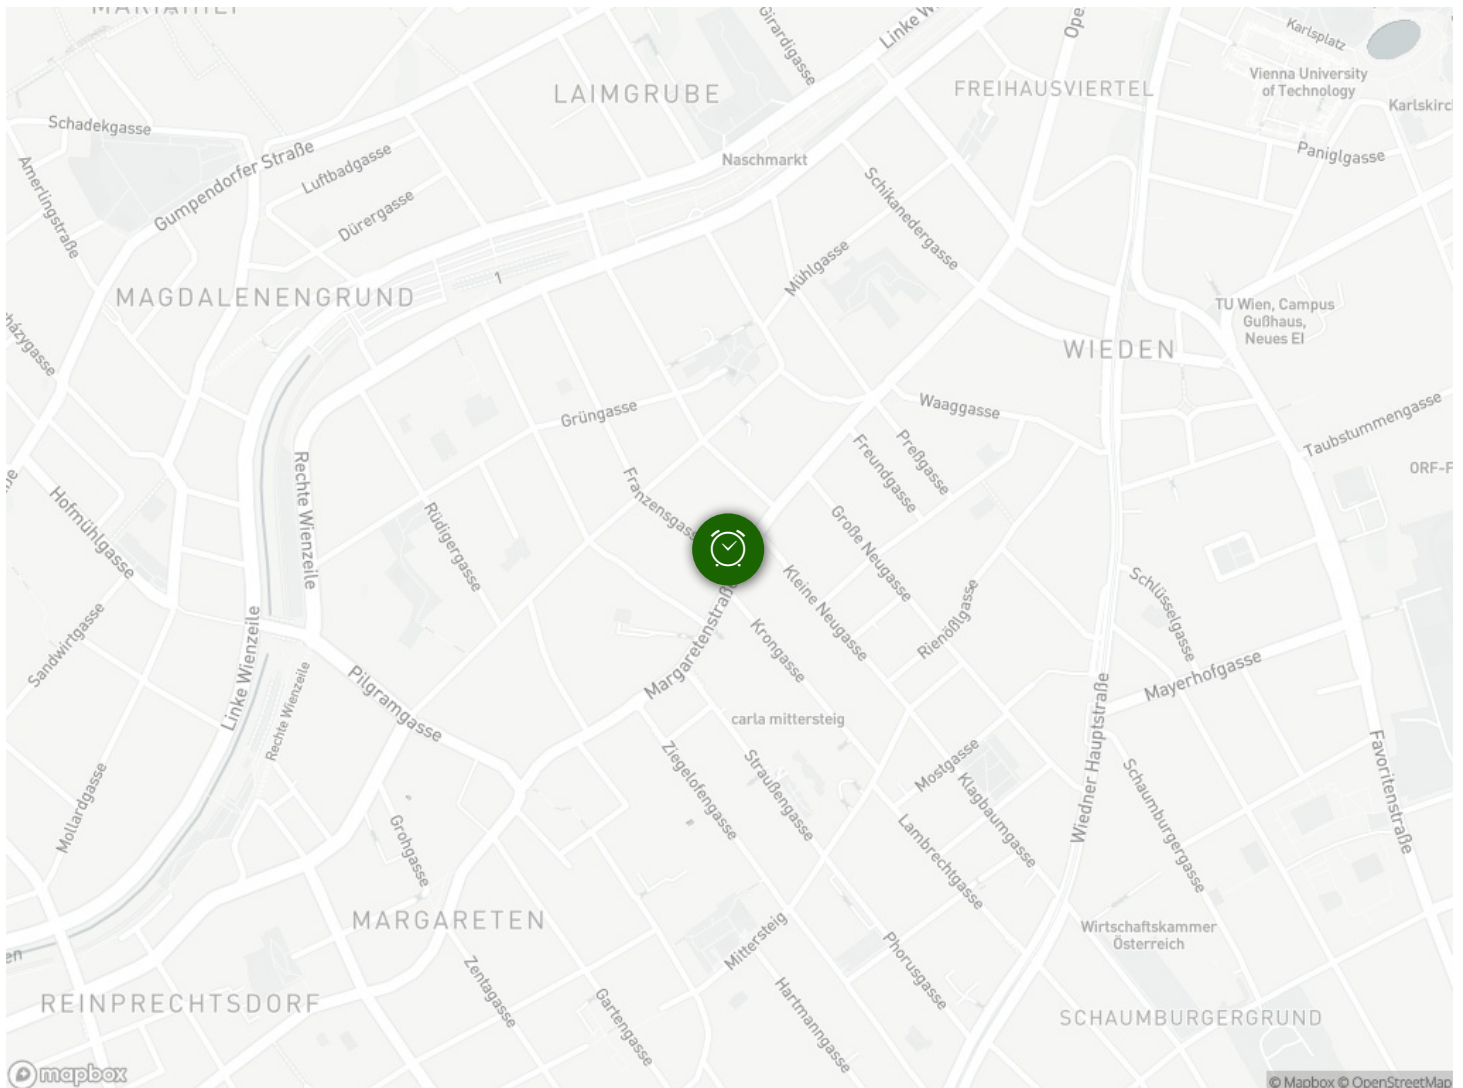 Girardigasse
Linke W
LAIMGRUBE
FREIHAUSVIERTEL
Karlsplatz
Vienna University
of Technology
Karlskirc
Schadekgasse
Gumpendorfer Straße
Luftbadgasse
Amerlingstraße
Dürergasse
Naschmarkt
Paniglgasse
Schikanedergasse
Mühlgasse
MAGDALENENGRUND
1
TU Wien, Campus
Gußhaus,
Neues EI
WIEDEN
Grüngasse
Waaggasse
Taubstummengasse
Preßgasse
Freundgasse
ORF-F
Rechte Wienzeile
Hofmühlgasse
Franzensgass
Rüdigergasse
Große Neugasse
Kleine Neugasse
Schlüsselgasse
Rienößlgasse
Margaretenstraße
Krongasse
Sandwirtgasse
Linke Wienzeile
Rechte Wienzeile
Pilgramgasse
Mayerhofgasse
carla mittersteig
Wiedner Hauptstraße
Favoritenstraße
Ziegelofengasse
Straußengasse
Mostgasse
Klagbaumgasse
Schaumburgergasse
Mollardgasse
Grohgasse
Lambrechtgasse
MARGARETEN
Mittersteig
Wirtschaftskammer
Österreich
Phorusgasse
Zentagasse
Gartengasse
Hartmanngasse
REINPRECHTSDORF
SCHAUMBURGERGRUND
mapbox
© Mapbox © OpenStreetMap